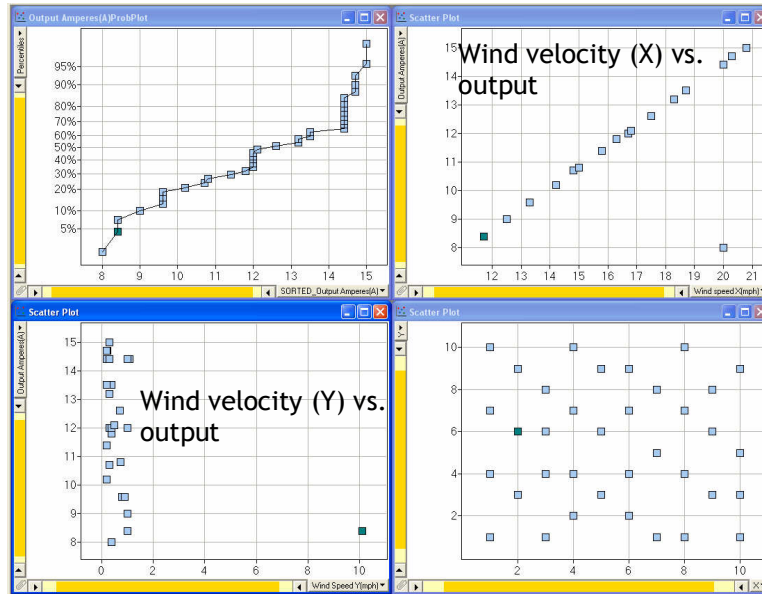 Output Amperes(A)ProbPlot
Percentiles
95%
90%
80%
70%
60%
50%
40%
30%
20%
10%
5%
8 9 10 11 12 13 14 15
SORTED_Output Amperes(A)
Scatter Plot
Output Amperes(A)
Wind velocity (X) vs.
output
15
14
13
12
11
10
9
8
12 13 14 15 16 17 18 19 20 21
Wind speed X(mph)
Scatter Plot
Output Amperes(A)
Wind velocity (Y) vs.
output
15
14
13
12
11
10
9
8
0 2 4 6 8 10
Wind Speed Y(mph)
Scatter Plot
Y
10
8
6
4
2
2 4 6 8 10
X